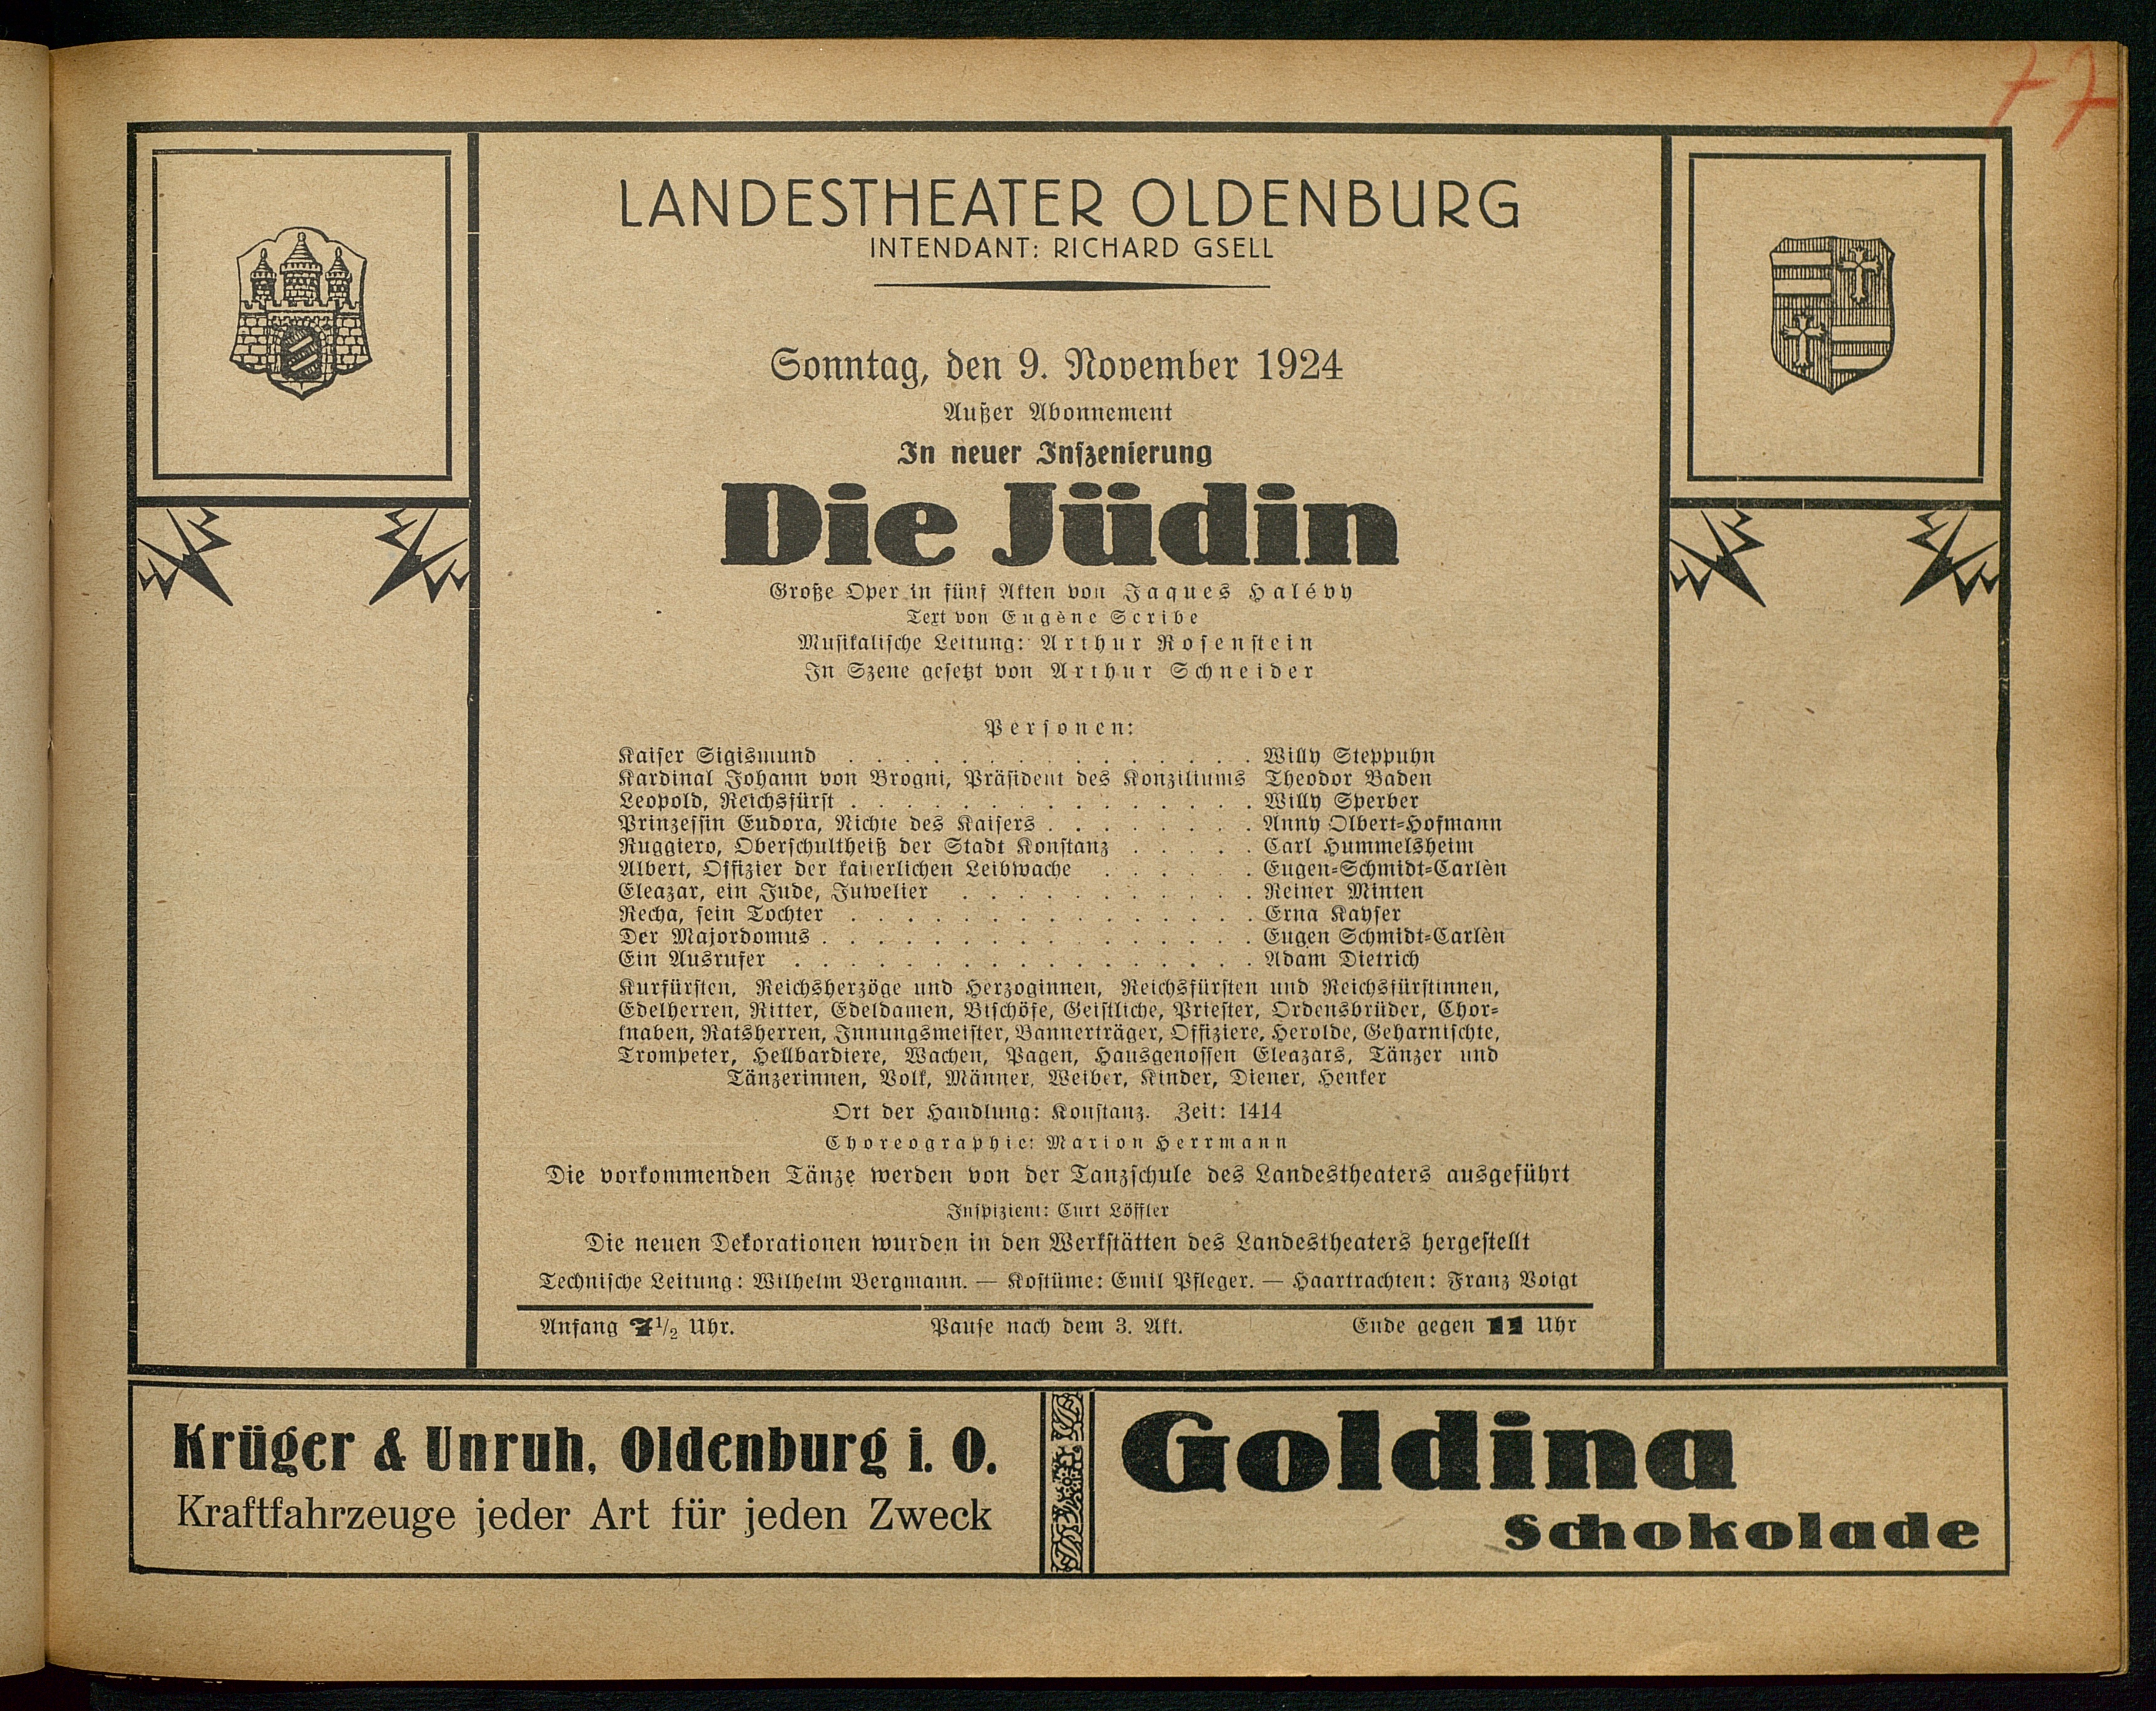 77
LANDESTHEATER OLDENBURG
INTENDANT: RICHARD GSELL
Sonntag, den 9. November 1924
Außer Abonnement
In neuer Inszenierung
Die Jüdin
Große Oper in fünf Akten von Jaques Halévy
Text von Eugène Scribe
Musikalische Leitung: Arthur Rosenstein
In Szene gesetzt von Arthur Schneider
Personen:
Kaiser Sigismund . . . . . . . . . . . . . . . Willy Steppuhn
Kardinal Johann von Brogni, Präsident des Konziliums Theodor Baden
Leopold, Reichsfürst . . . . . . . . . . . . . . . Willy Sperber
Prinzessin Eudora, Nichte des Kaisers . . . . . . . . Anny Olbert-Hofmann
Ruggiero, Oberschultheiß der Stadt Konstanz . . . . . Carl Hummelsheim
Albert, Offizier der kaiserlichen Leibwache . . . . . . Eugen-Schmidt-Carlèn
Eleazar, ein Jude, Juwelier . . . . . . . . . . . Reiner Minten
Recha, sein Tochter . . . . . . . . . . . . . . . Erna Kayser
Der Majordomus . . . . . . . . . . . . . . . . Eugen Schmidt-Carlèn
Ein Ausrufer . . . . . . . . . . . . . . . . . Adam Dietrich
Kurfürsten, Reichsherzöge und Herzoginnen, Reichsfürsten und Reichsfürstinnen,
Edelherren, Ritter, Edeldamen, Bischöfe, Geistliche, Priester, Ordensbrüder, Chor-
knaben, Ratsherren, Innungsmeister, Bannerträger, Offiziere, Herolde, Geharnischte,
Trompeter, Hellbardiere, Wachen, Pagen, Hausgenossen Eleazars, Tänzer und
Tänzerinnen, Volk, Männer, Weiber, Kinder, Diener, Henker
Ort der Handlung: Konstanz. Zeit: 1414
Choreographie: Marion Herrmann
Die vorkommenden Tänze werden von der Tanzschule des Landestheaters ausgeführt
Inspizient: Curt Löffler
Die neuen Dekorationen wurden in den Werkstätten des Landestheaters hergestellt
Technische Leitung: Wilhelm Bergmann. — Kostüme: Emil Pfleger. — Haartrachten: Franz Voigt
Anfang 7 1/2 Uhr. Pause nach dem 3. Akt. Ende gegen 11 Uhr
Krüger & Unruh, Oldenburg i. O.
Kraftfahrzeuge jeder Art für jeden Zweck
Goldina
Schokolade